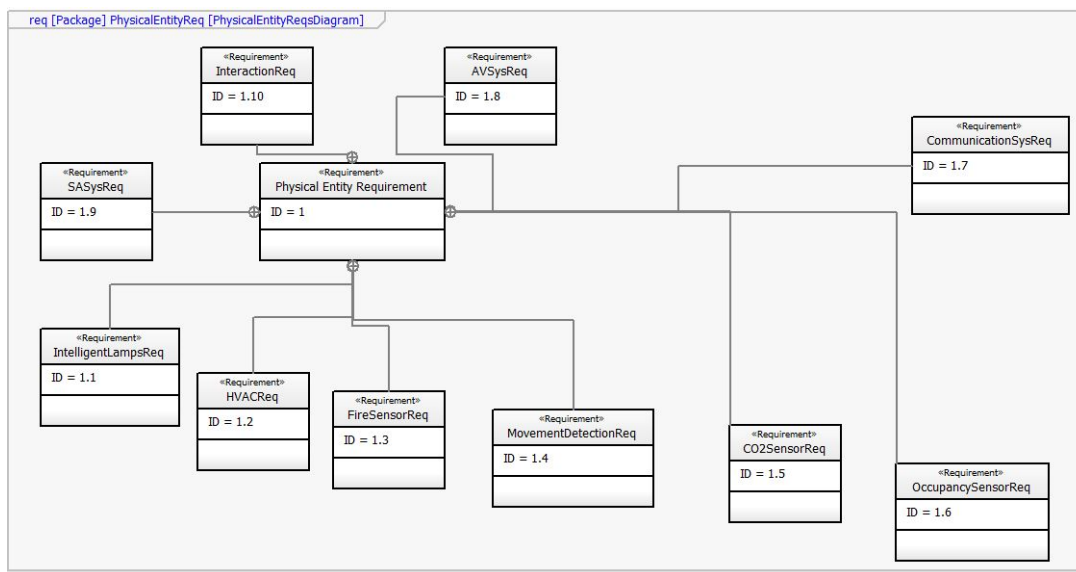 req [Package] PhysicalEntityReq [PhysicalEntityReqsDiagram]
«Requirement»
InteractionReq
ID = 1.10
«Requirement»
AVSysReq
ID = 1.8
«Requirement»
CommunicationSysReq
ID = 1.7
«Requirement»
SASysReq
ID = 1.9
«Requirement»
Physical Entity Requirement
ID = 1
«Requirement»
IntelligentLampsReq
ID = 1.1
«Requirement»
HVACReq
ID = 1.2
«Requirement»
FireSensorReq
ID = 1.3
«Requirement»
MovementDetectionReq
ID = 1.4
«Requirement»
CO2SensorReq
ID = 1.5
«Requirement»
OccupancySensorReq
ID = 1.6